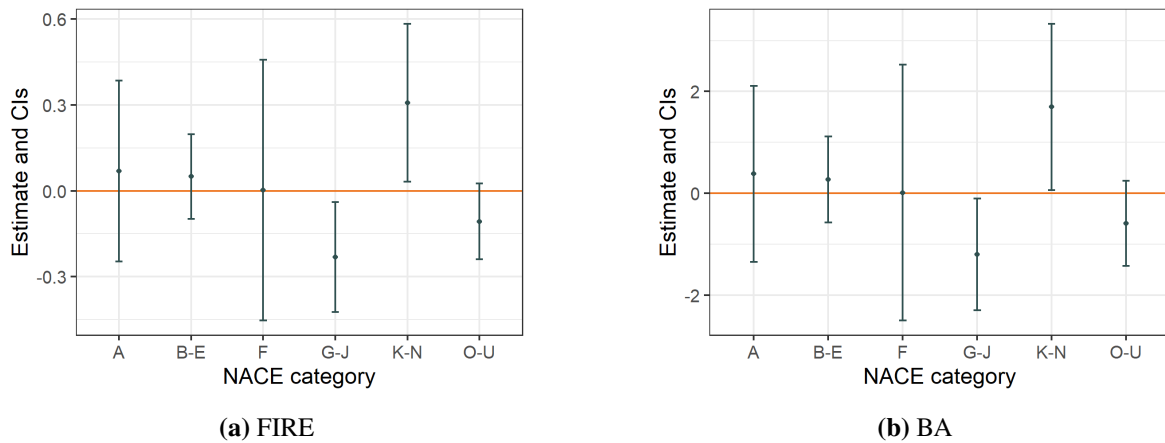 Estimate and CIs
0.6
0.3
0.0
-0.3
A B-E F G-J K-N O-U
NACE category
(a) FIRE
Estimate and CIs
2
0
-2
A B-E F G-J K-N O-U
NACE category
(b) BA